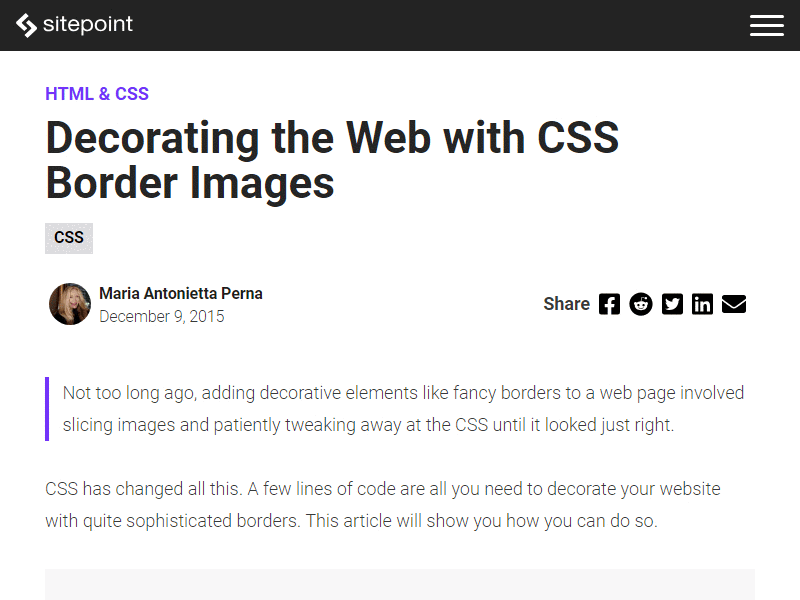 sitepoint
HTML & CSS
Decorating the Web with CSS
Border Images
CSS
Maria Antonietta Perna
December 9, 2015
Share
Not too long ago, adding decorative elements like fancy borders to a web page involved
slicing images and patiently tweaking away at the CSS until it looked just right.
CSS has changed all this. A few lines of code are all you need to decorate your website
with quite sophisticated borders. This article will show you how you can do so.